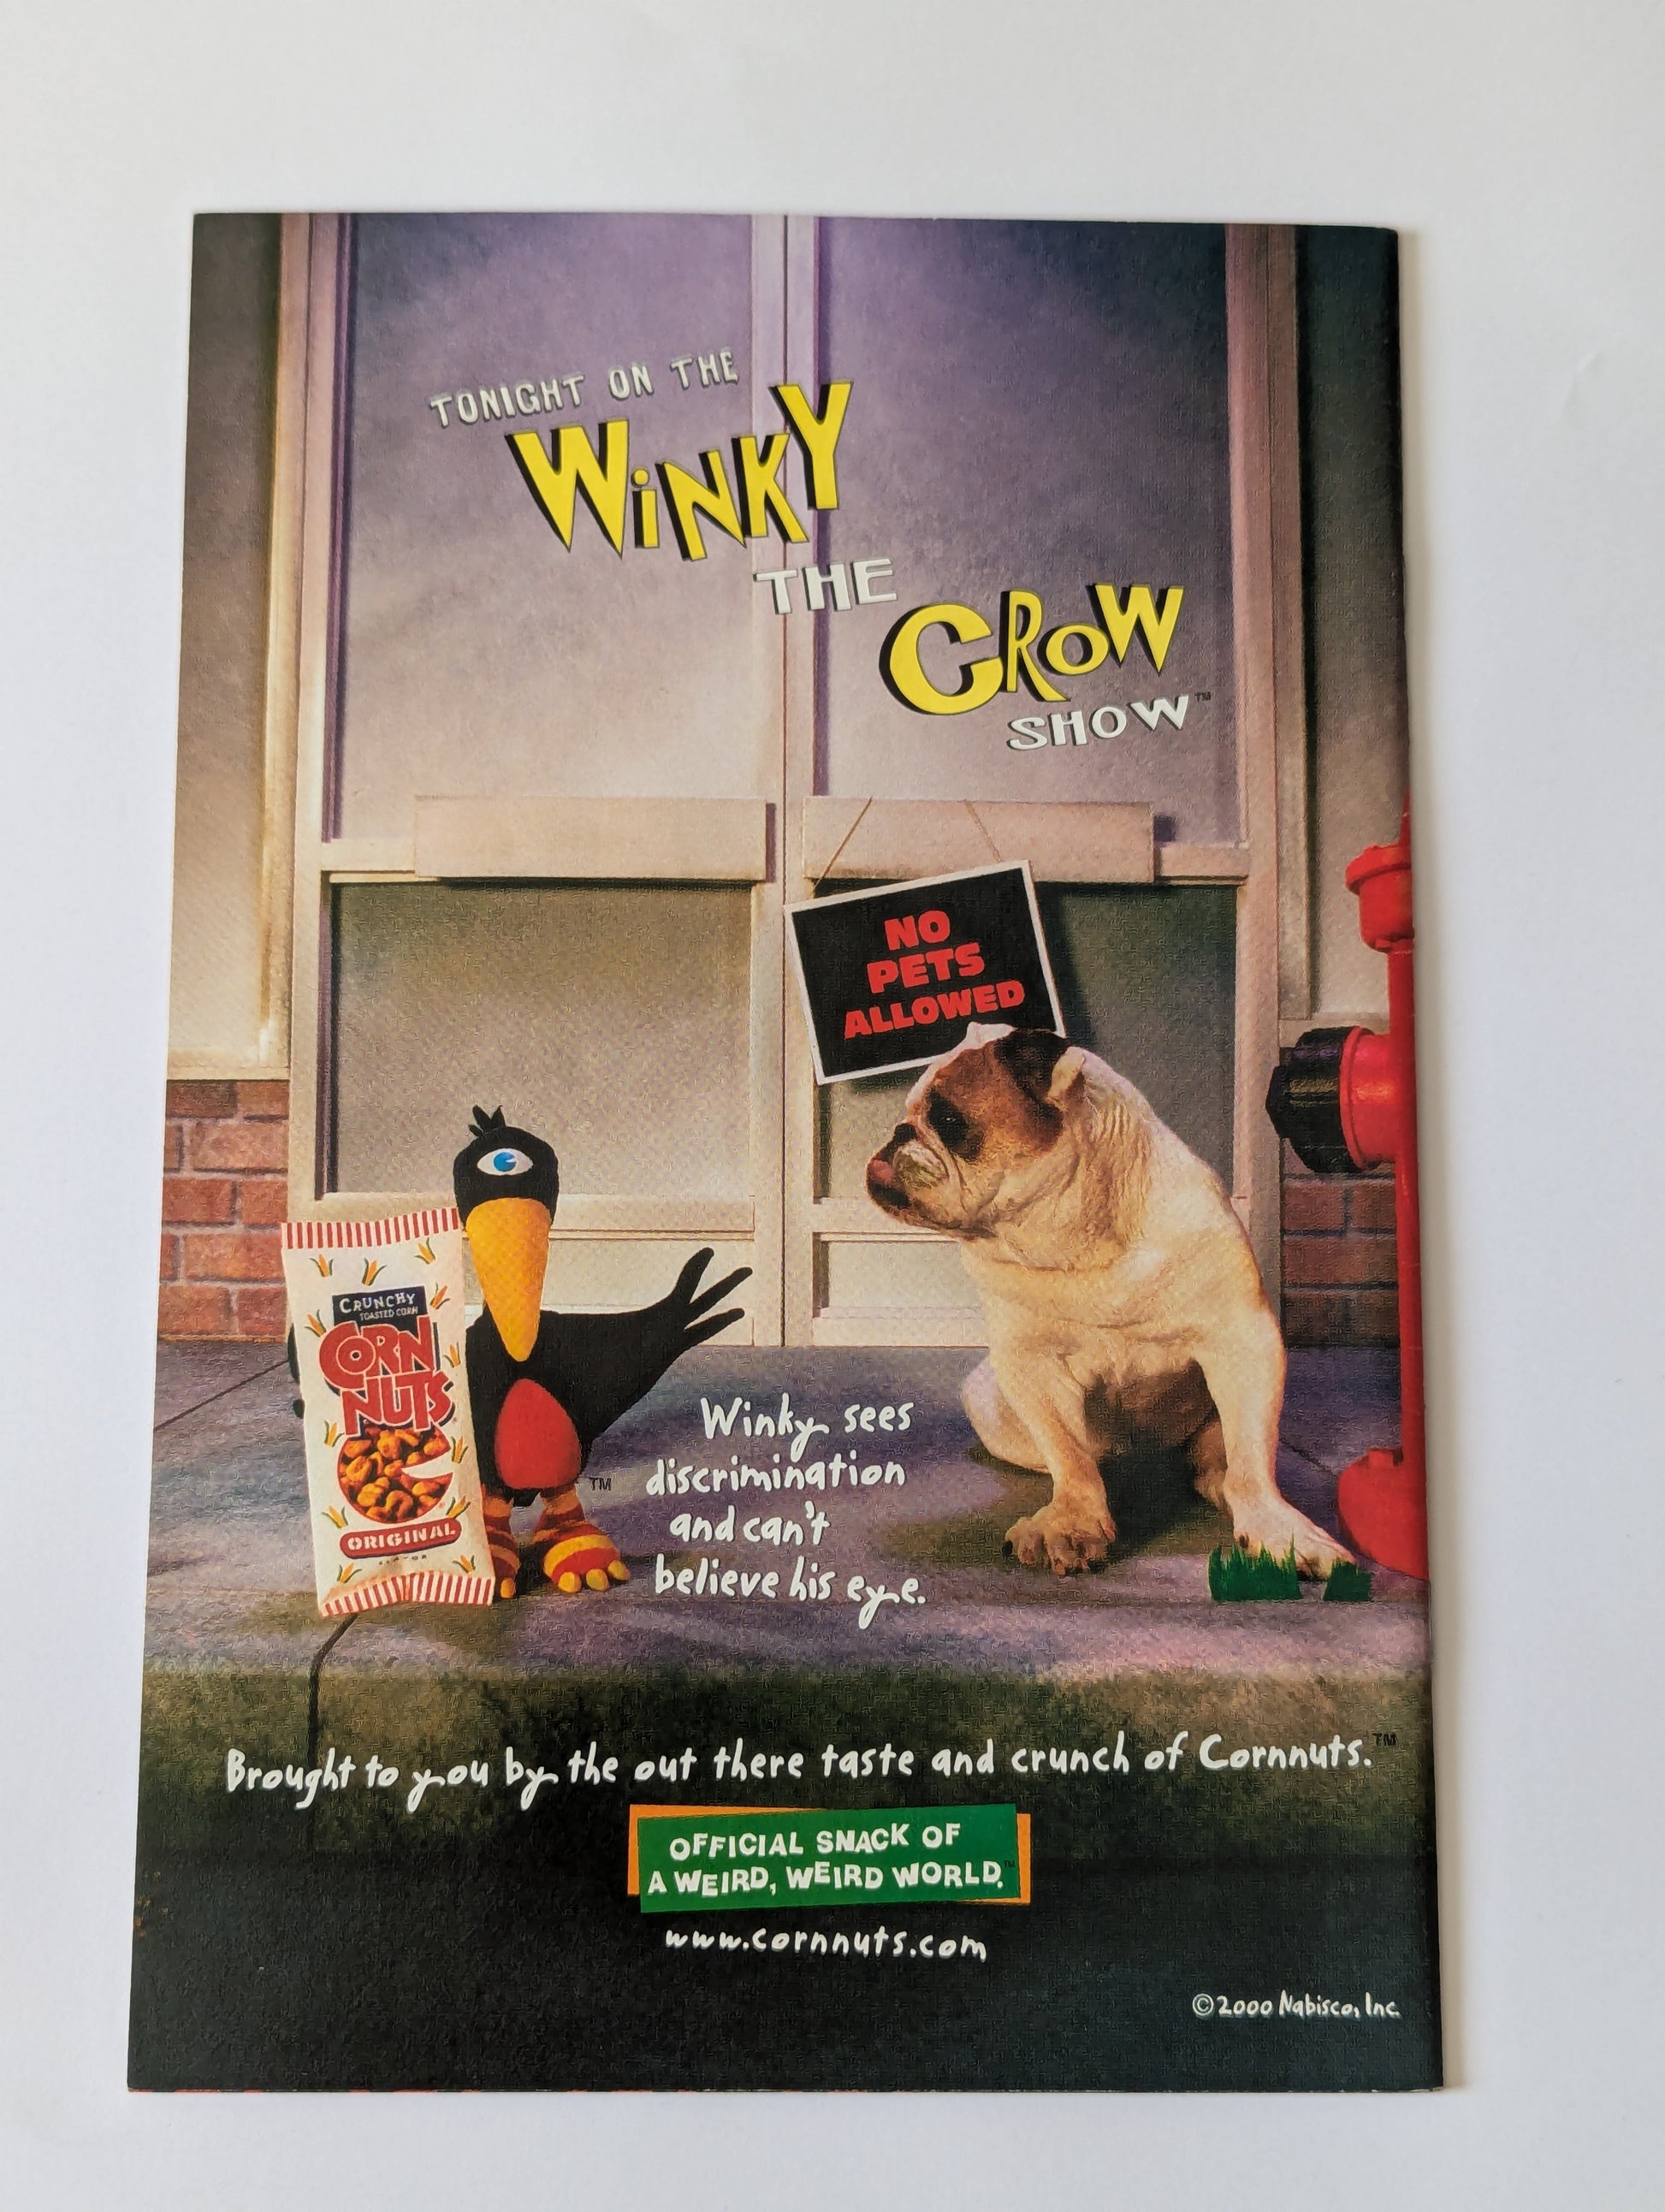 TONIGHT ON THE
WiNKY
THE
CROW
SHOW™
NO
PETS
ALLOWED
CRUNCHY
TOASTED CORN
CORN
NUTS
ORIGINAL
FLAVOR
TM
Winky sees
discrimination
and can't
believe his eye.
Brought to you by the out there taste and crunch of Cornnuts.™
OFFICIAL SNACK OF
A WEIRD, WEIRD WORLD.™
www.cornnuts.com
©2000 Nabisco, Inc.